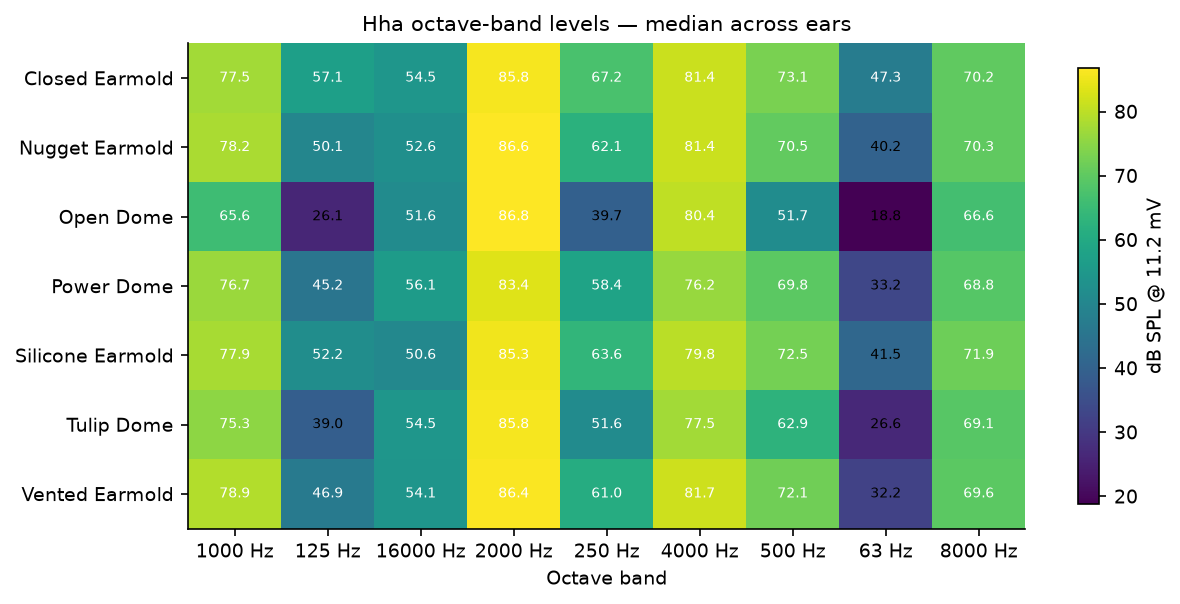 Hha octave-band levels — median across ears
Closed Earmold 77.5 57.1 54.5 85.8 67.2 81.4 73.1 47.3 70.2
Nugget Earmold 78.2 50.1 52.6 86.6 62.1 81.4 70.5 40.2 70.3
Open Dome 65.6 26.1 51.6 86.8 39.7 80.4 51.7 18.8 66.6
Power Dome 76.7 45.2 56.1 83.4 58.4 76.2 69.8 33.2 68.8
Silicone Earmold 77.9 52.2 50.6 85.3 63.6 79.8 72.5 41.5 71.9
Tulip Dome 75.3 39.0 54.5 85.8 51.6 77.5 62.9 26.6 69.1
Vented Earmold 78.9 46.9 54.1 86.4 61.0 81.7 72.1 32.2 69.6
1000 Hz 125 Hz 16000 Hz 2000 Hz 250 Hz 4000 Hz 500 Hz 63 Hz 8000 Hz
Octave band
80
70
60
50
40
30
20
dB SPL @ 11.2 mV